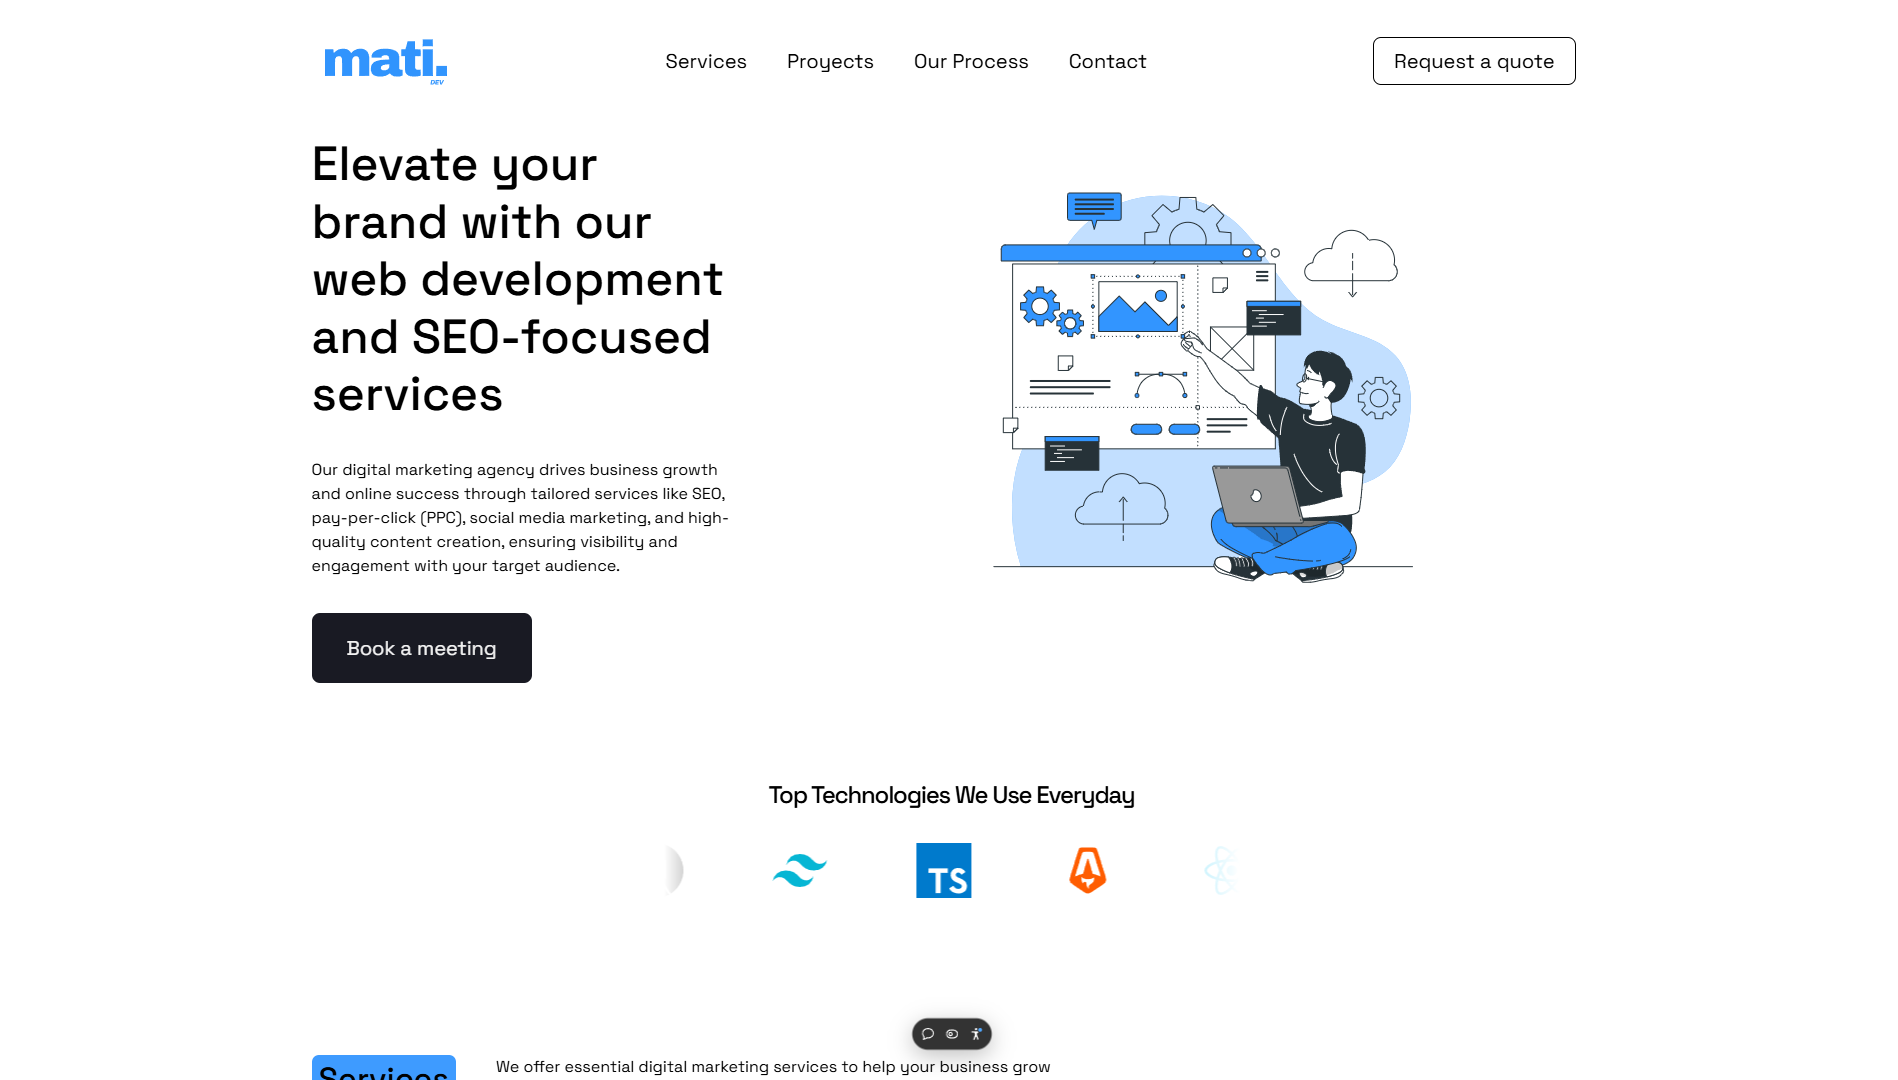 mati.
DEV
Services Proyects Our Process Contact
Request a quote
Elevate your
brand with our
web development
and SEO-focused
services
Our digital marketing agency drives business growth
and online success through tailored services like SEO,
pay-per-click (PPC), social media marketing, and high-
quality content creation, ensuring visibility and
engagement with your target audience.
Book a meeting
Top Technologies We Use Everyday
TS
Services
We offer essential digital marketing services to help your business grow